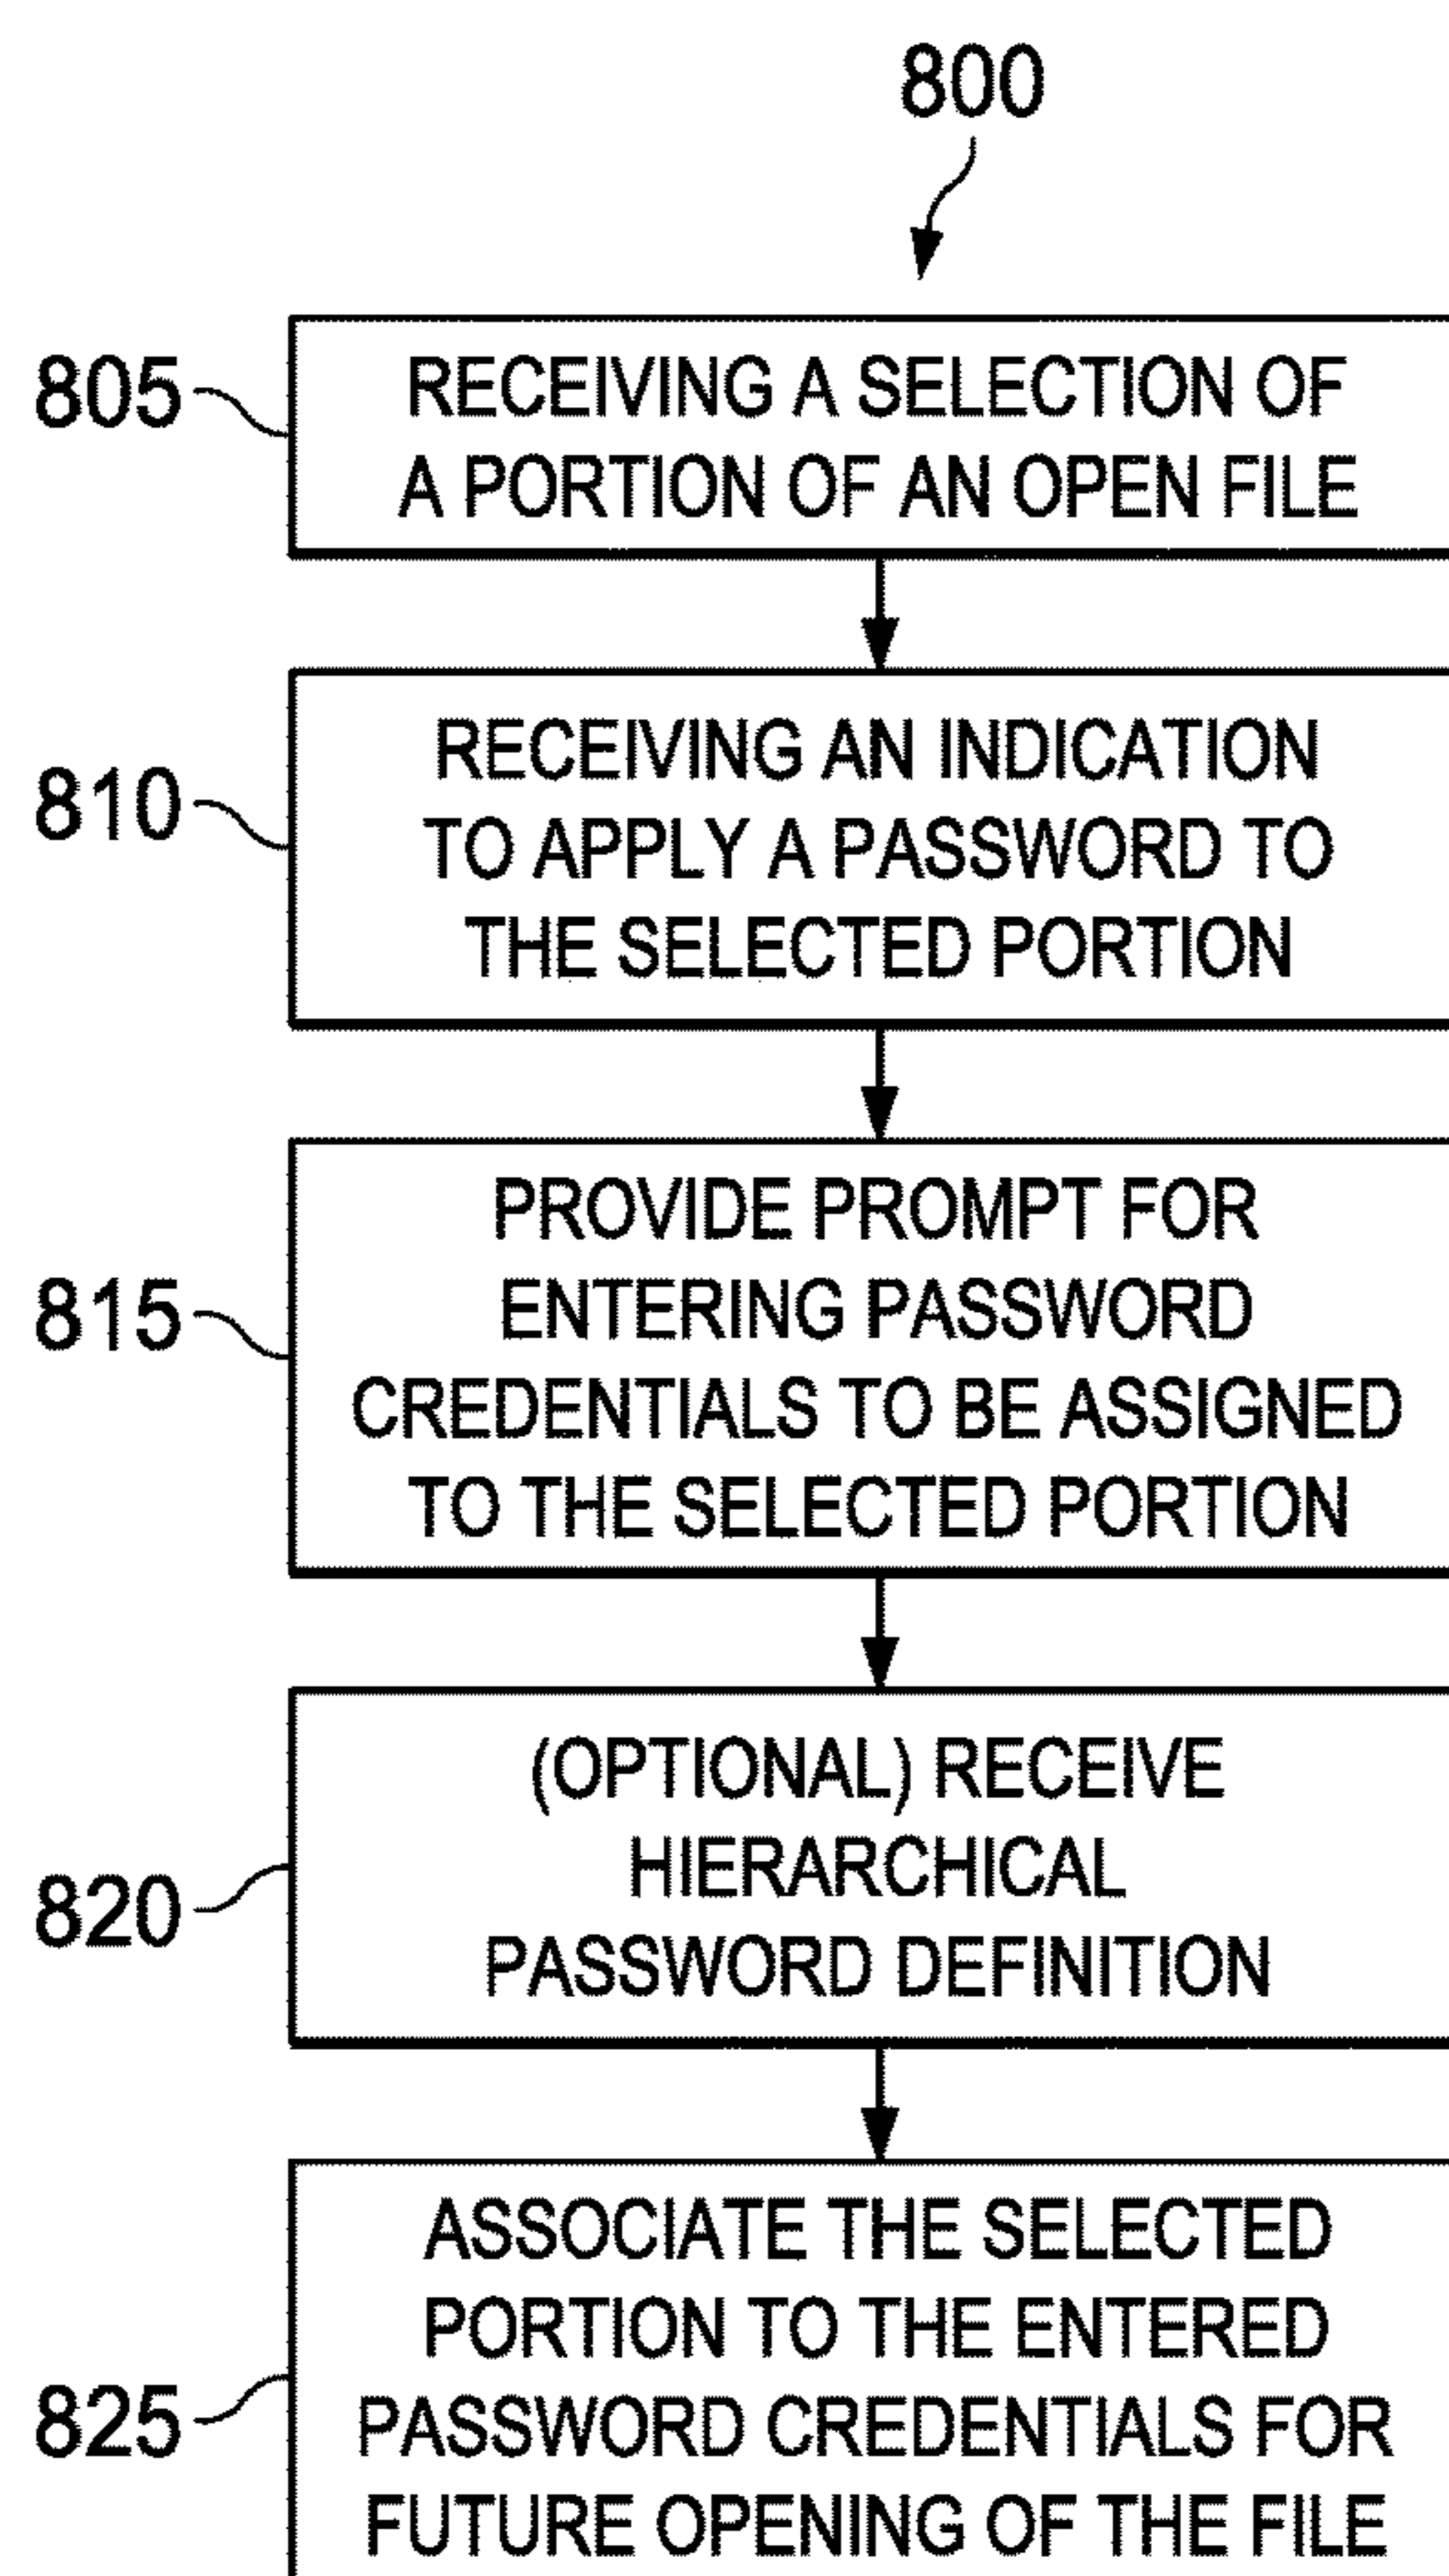 800
805
RECEIVING A SELECTION OF
A PORTION OF AN OPEN FILE
810
RECEIVING AN INDICATION
TO APPLY A PASSWORD TO
THE SELECTED PORTION
815
PROVIDE PROMPT FOR
ENTERING PASSWORD
CREDENTIALS TO BE ASSIGNED
TO THE SELECTED PORTION
820
(OPTIONAL) RECEIVE
HIERARCHICAL
PASSWORD DEFINITION
825
ASSOCIATE THE SELECTED
PORTION TO THE ENTERED
PASSWORD CREDENTIALS FOR
FUTURE OPENING OF THE FILE